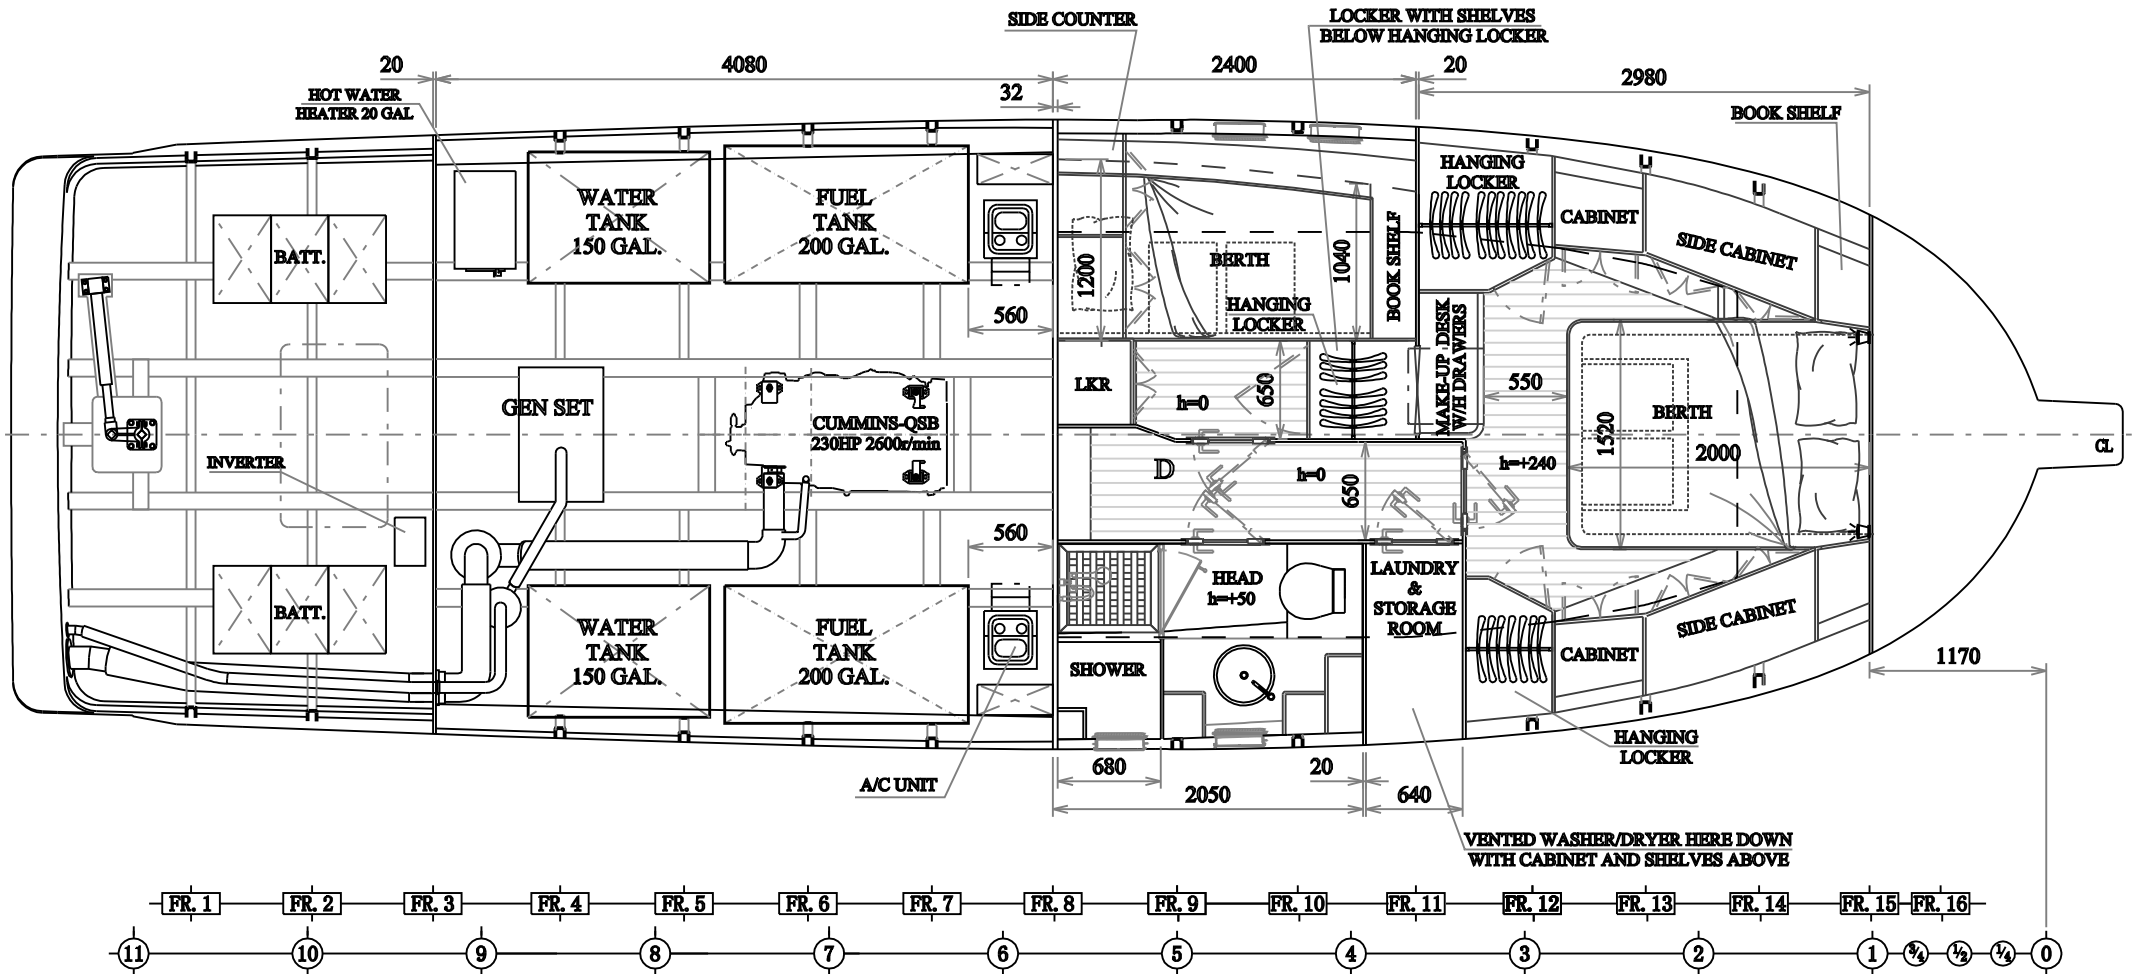 SIDE COUNTER
LOCKER WITH SHELVES
BELOW HANGING LOCKER
20
4080
2400
20
2980
HOT WATER
HEATER 20 GAL
32
BOOK SHELF
HANGING
LOCKER
WATER
TANK
150 GAL.
FUEL
TANK
200 GAL.
CABINET
SIDE CABINET
BATT.
BERTH
1200
1040
BOOK SHELF
HANGING
LOCKER
560
MAKE-UP DESK
W/H DRAWERS
LKR
h=0
650
550
BERTH
GEN SET
CUMMINS-QSB
230HP 2600r/min
1520
2000
CL
INVERTER
D
h=0
650
h=+240
560
HEAD
h=+50
LAUNDRY
&
STORAGE
ROOM
BATT.
WATER
TANK
150 GAL.
FUEL
TANK
200 GAL.
SHOWER
CABINET
SIDE CABINET
1170
HANGING
LOCKER
A/C UNIT
680
20
2050
640
VENTED WASHER/DRYER HERE DOWN
WITH CABINET AND SHELVES ABOVE
FR. 1 FR. 2 FR. 3 FR. 4 FR. 5 FR. 6 FR. 7 FR. 8 FR. 9 FR. 10 FR. 11 FR. 12 FR. 13 FR. 14 FR. 15 FR. 16
11 10 9 8 7 6 5 4 3 2 1 ¾ ½ ¼ 0